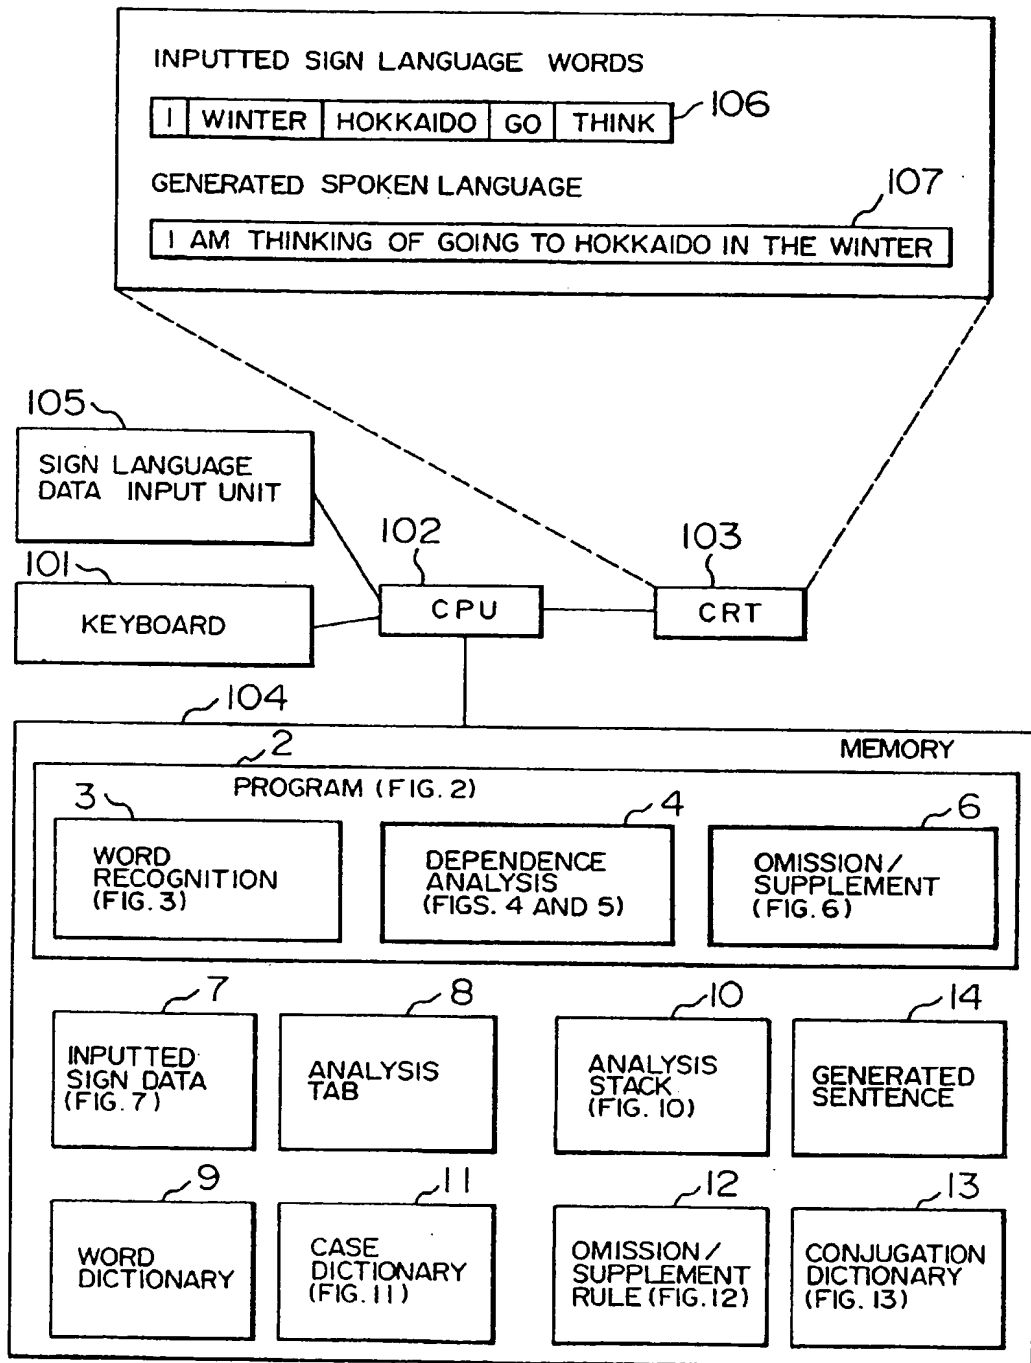 INPUTTED SIGN LANGUAGE WORDS
106
I WINTER HOKKAIDO GO THINK
GENERATED SPOKEN LANGUAGE
107
I AM THINKING OF GOING TO HOKKAIDO IN THE WINTER
105
SIGN LANGUAGE
DATA INPUT UNIT
101
KEYBOARD
102
CPU
103
CRT
104
MEMORY
2
PROGRAM (FIG. 2)
3
WORD
RECOGNITION
(FIG. 3)
4
DEPENDENCE
ANALYSIS
(FIGS. 4 AND 5)
6
OMISSION/
SUPPLEMENT
(FIG. 6)
7
INPUTTED
SIGN DATA
(FIG. 7)
8
ANALYSIS
TAB
10
ANALYSIS
STACK
(FIG. 10)
14
GENERATED
SENTENCE
9
WORD
DICTIONARY
11
CASE
DICTIONARY
(FIG. 11)
12
OMISSION/
SUPPLEMENT
RULE (FIG. 12)
13
CONJUGATION
DICTIONARY
(FIG. 13)